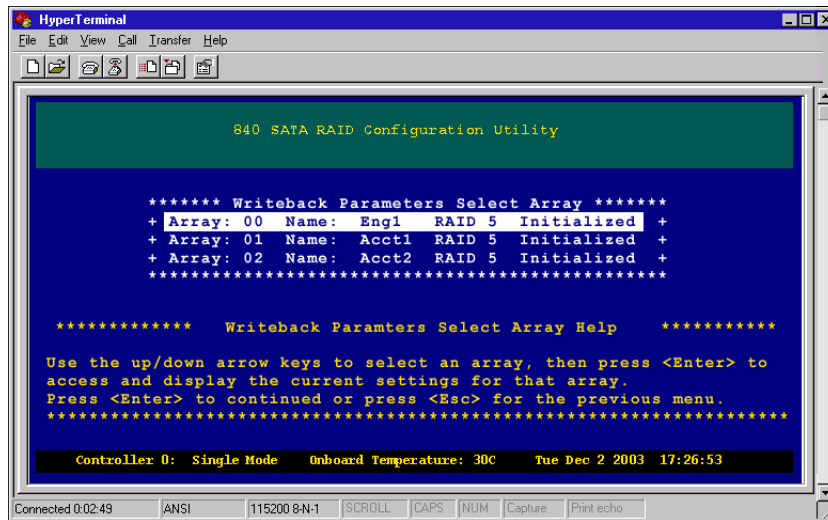 HyperTerminal
File Edit View Call Transfer Help
840 SATA RAID Configuration Utility
******* Writeback Parameters Select Array *******
+ Array: 00 Name: Eng1 RAID 5 Initialized +
+ Array: 01 Name: Acct1 RAID 5 Initialized +
+ Array: 02 Name: Acct2 RAID 5 Initialized +
*************************************************
************* Writeback Paramters Select Array Help ***********
Use the up/down arrow keys to select an array, then press <Enter> to
access and display the current settings for that array.
Press <Enter> to continued or press <Esc> for the previous menu.
**********************************************************************
Controller 0: Single Mode Onboard Temperature: 30C Tue Dec 2 2003 17:26:53
Connected 0:02:49 ANSI 115200 8-N-1 SCROLL CAPS NUM Capture Print echo